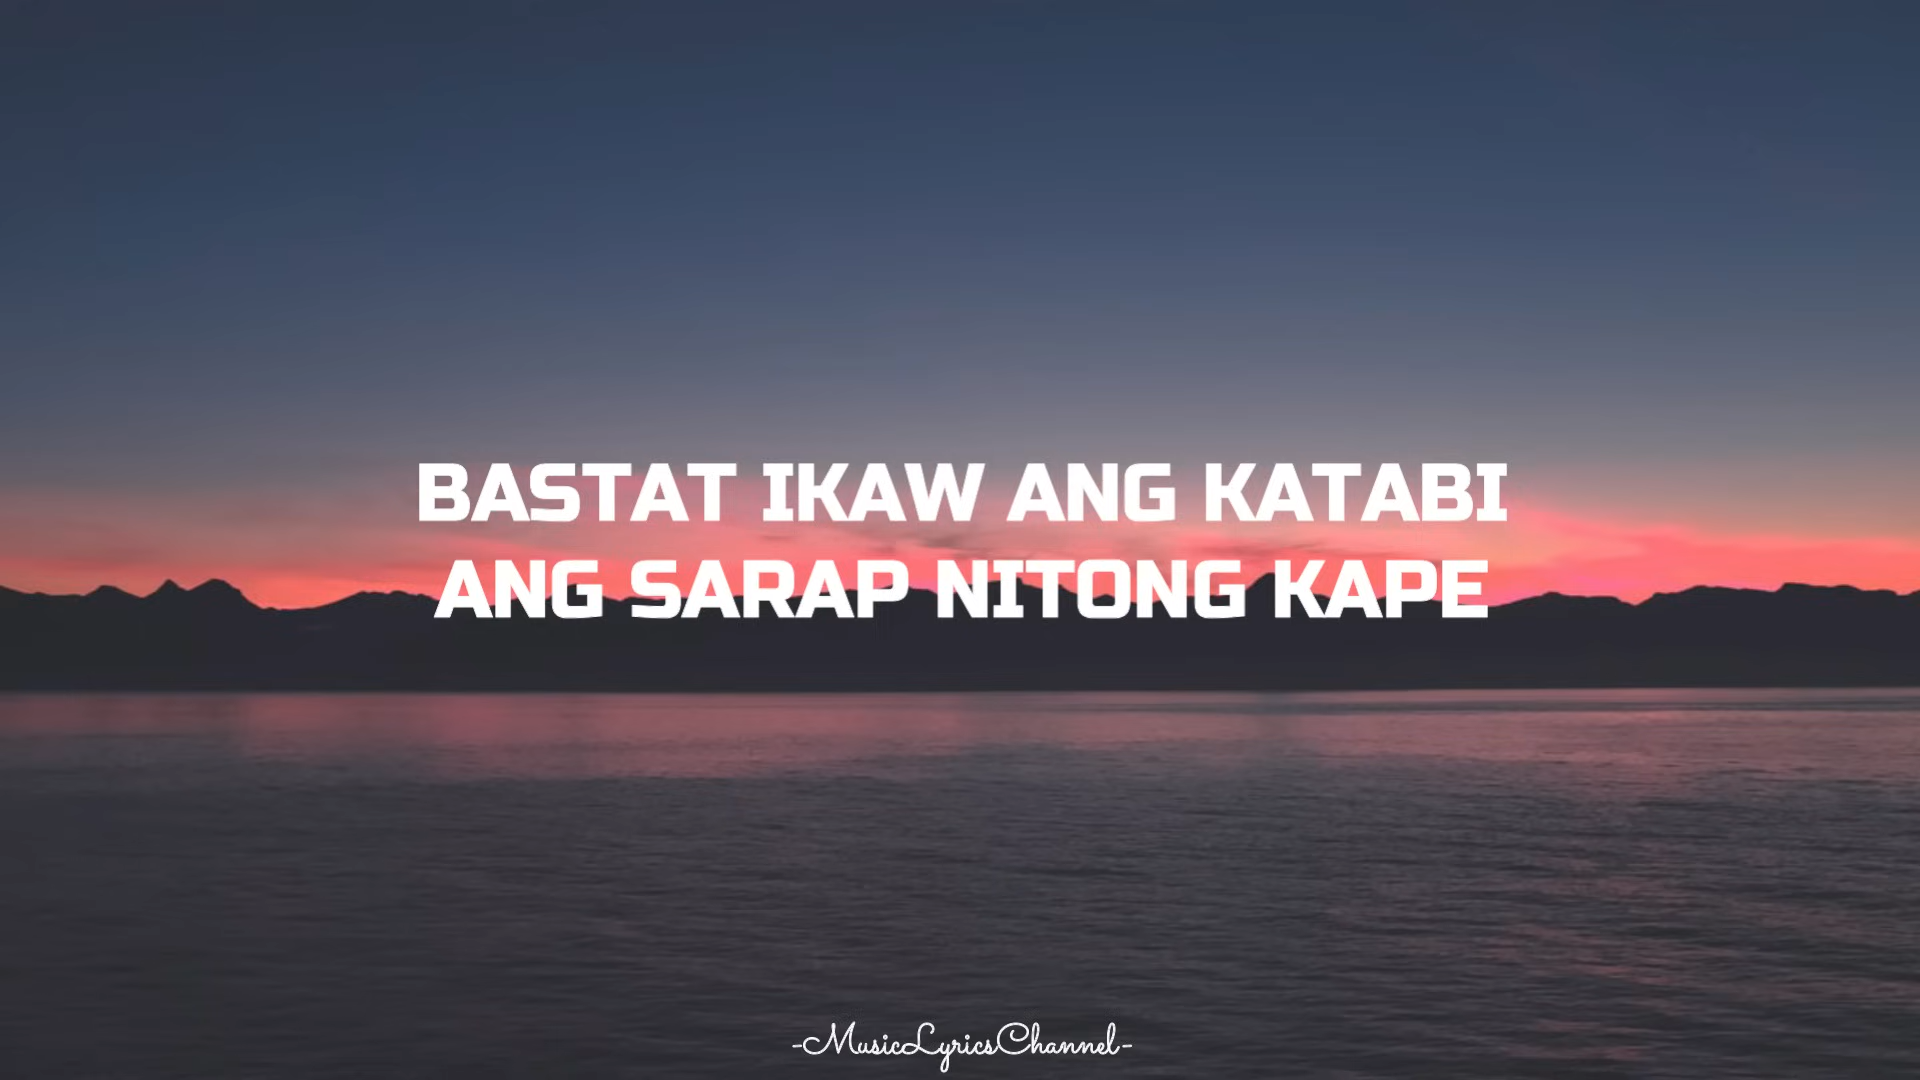 BASTAT IKAW ANG KATABI
ANG SARAP NITONG KAPE
-MusicLyricsChannel-